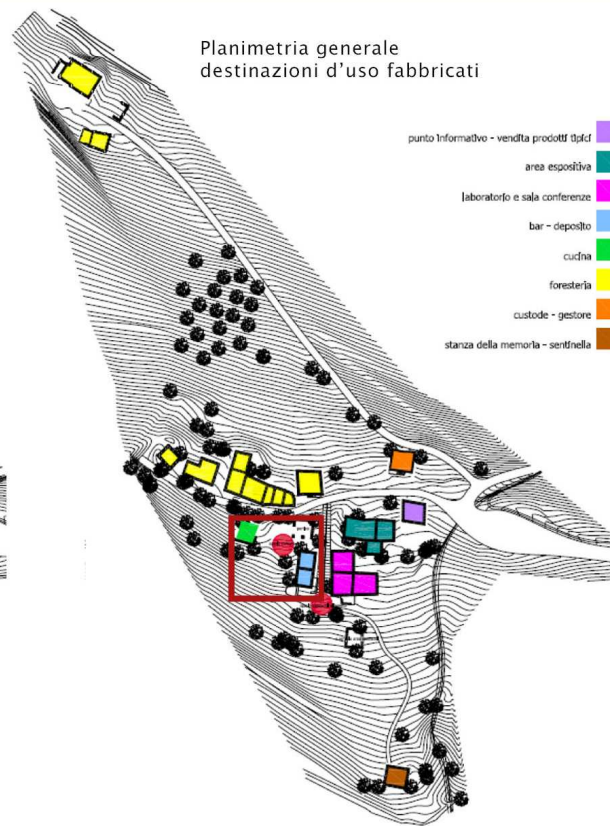 Planimetria generale
destinazioni d'uso fabbricati
punto informativo - vendita prodotti tipici
area espositiva
laboratorio e sala conferenze
bar - deposito
cucina
foresteria
custode - gestore
stanza della memoria - sentinella